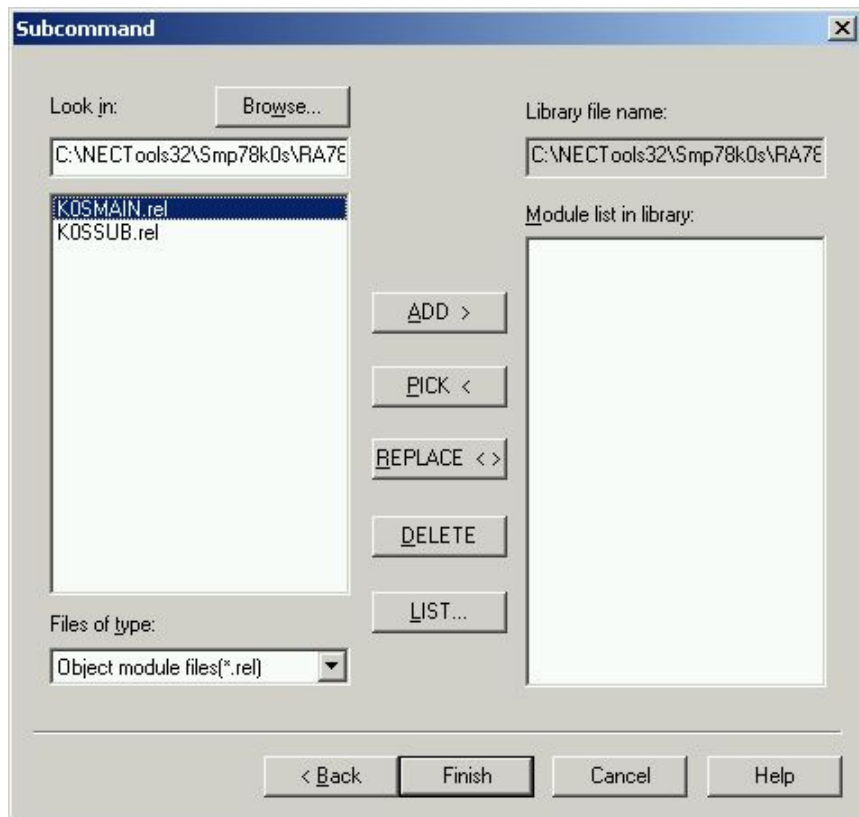 Subcommand
Look in:
Browse...
C:\NECTools32\Smp78k0s\RA78
K0SMAIN.rel
K0SSUB.rel
Files of type:
Object module files(*.rel)
ADD >
PICK <
REPLACE < >
DELETE
LIST...
Library file name:
C:\NECTools32\Smp78k0s\RA78
Module list in library:
< Back
Finish
Cancel
Help